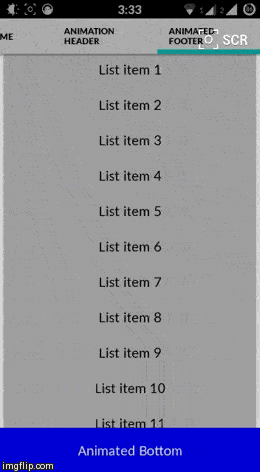 3:33
ME
ANIMATION
HEADER
ANIMATED
FOOTER
SCR
List item 1
List item 2
List item 3
List item 4
List item 5
List item 6
List item 7
List item 8
List item 9
List item 10
List item 11
Animated Bottom
imgflip.com